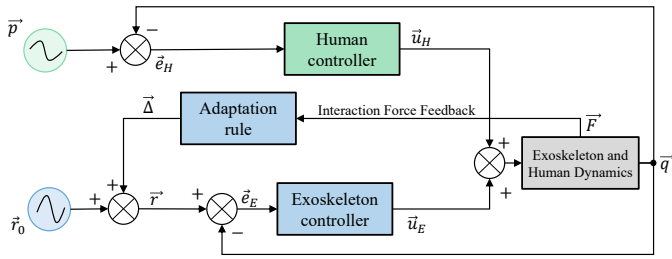 p⃗
−
+
e⃗_H
Human
controller
u⃗_H
Δ⃗
Adaptation
rule
Interaction Force Feedback
F⃗
+
+
Exoskeleton and
Human Dynamics
q⃗
r⃗_0
+
+
r⃗
+
−
e⃗_E
Exoskeleton
controller
u⃗_E